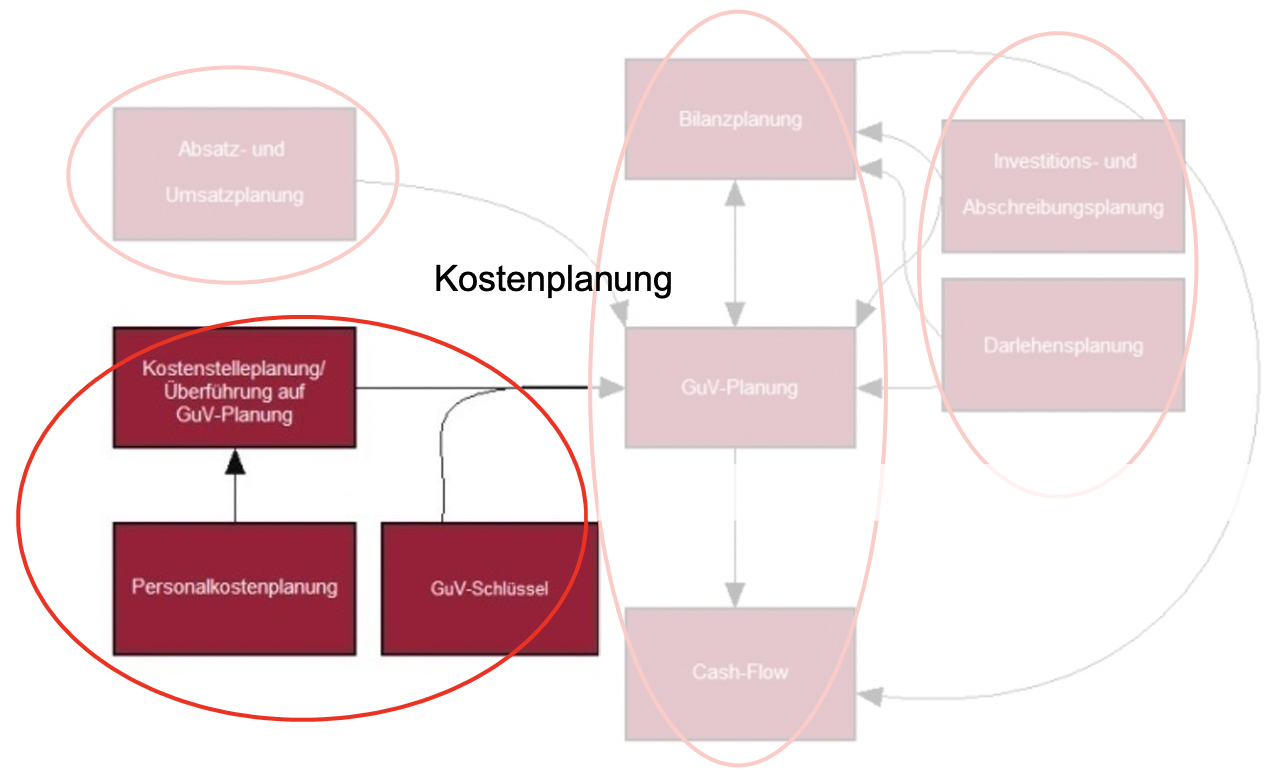 Absatz- und
Umsatzplanung
Bilanzplanung
Investitions- und
Abschreibungsplanung
Kostenplanung
Kostenstelleplanung/
Überführung auf
GuV-Planung
GuV-Planung
Darlehensplanung
Personalkostenplanung
GuV-Schlüssel
Cash-Flow